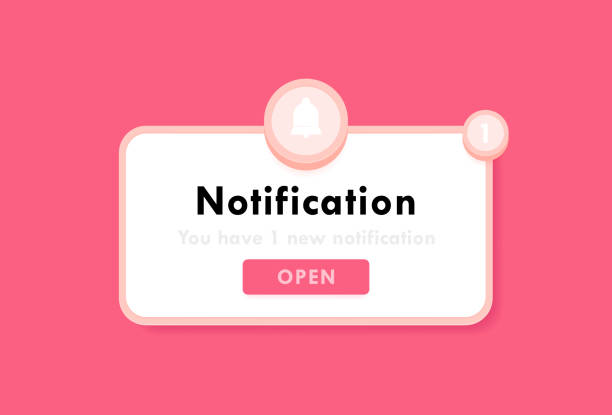 1
Notification
You have 1 new notification
OPEN